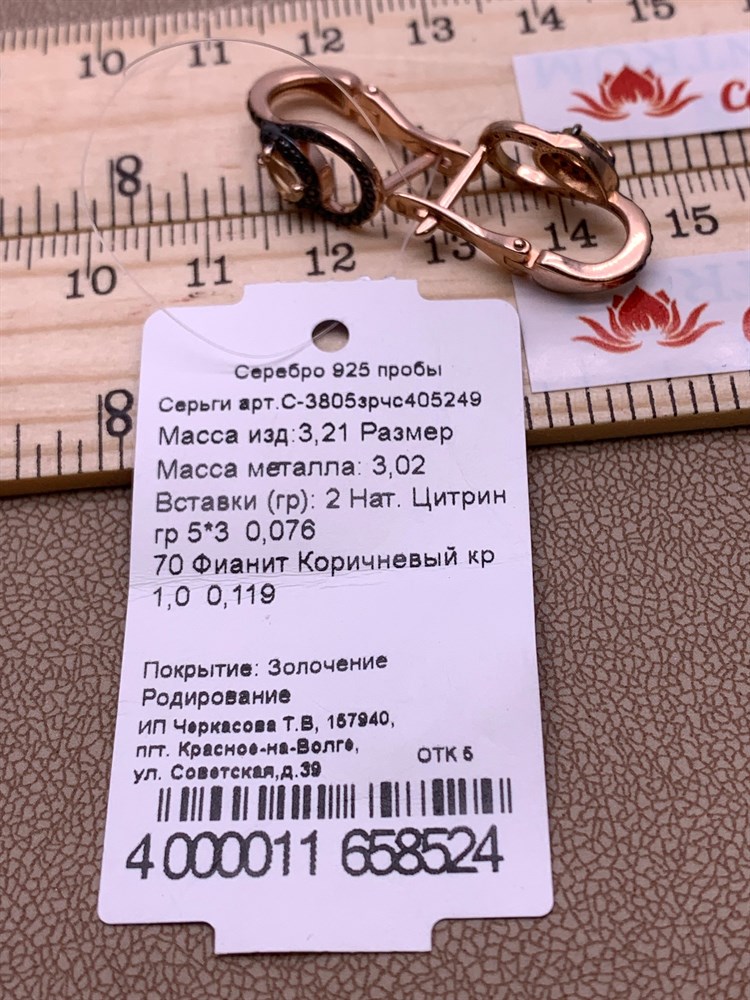 10 11 12 13 14 15
8
10 11 12 13 14 15
Серебро 925 пробы
Серьги арт.С-3805зрчс405249
8
Масса изд:3,21 Размер
Масса металла: 3,02
Вставки (гр): 2 Нат. Цитрин
гр 5*3 0,076
70 Фианит Коричневый кр
1,0 0,119
Покрытие: Золочение
Родирование
ИП Черкасова Т.В, 157940,
пгт. Красное-на-Волге,
ул. Советская,д.39
ОТК 5
4 000011 658524